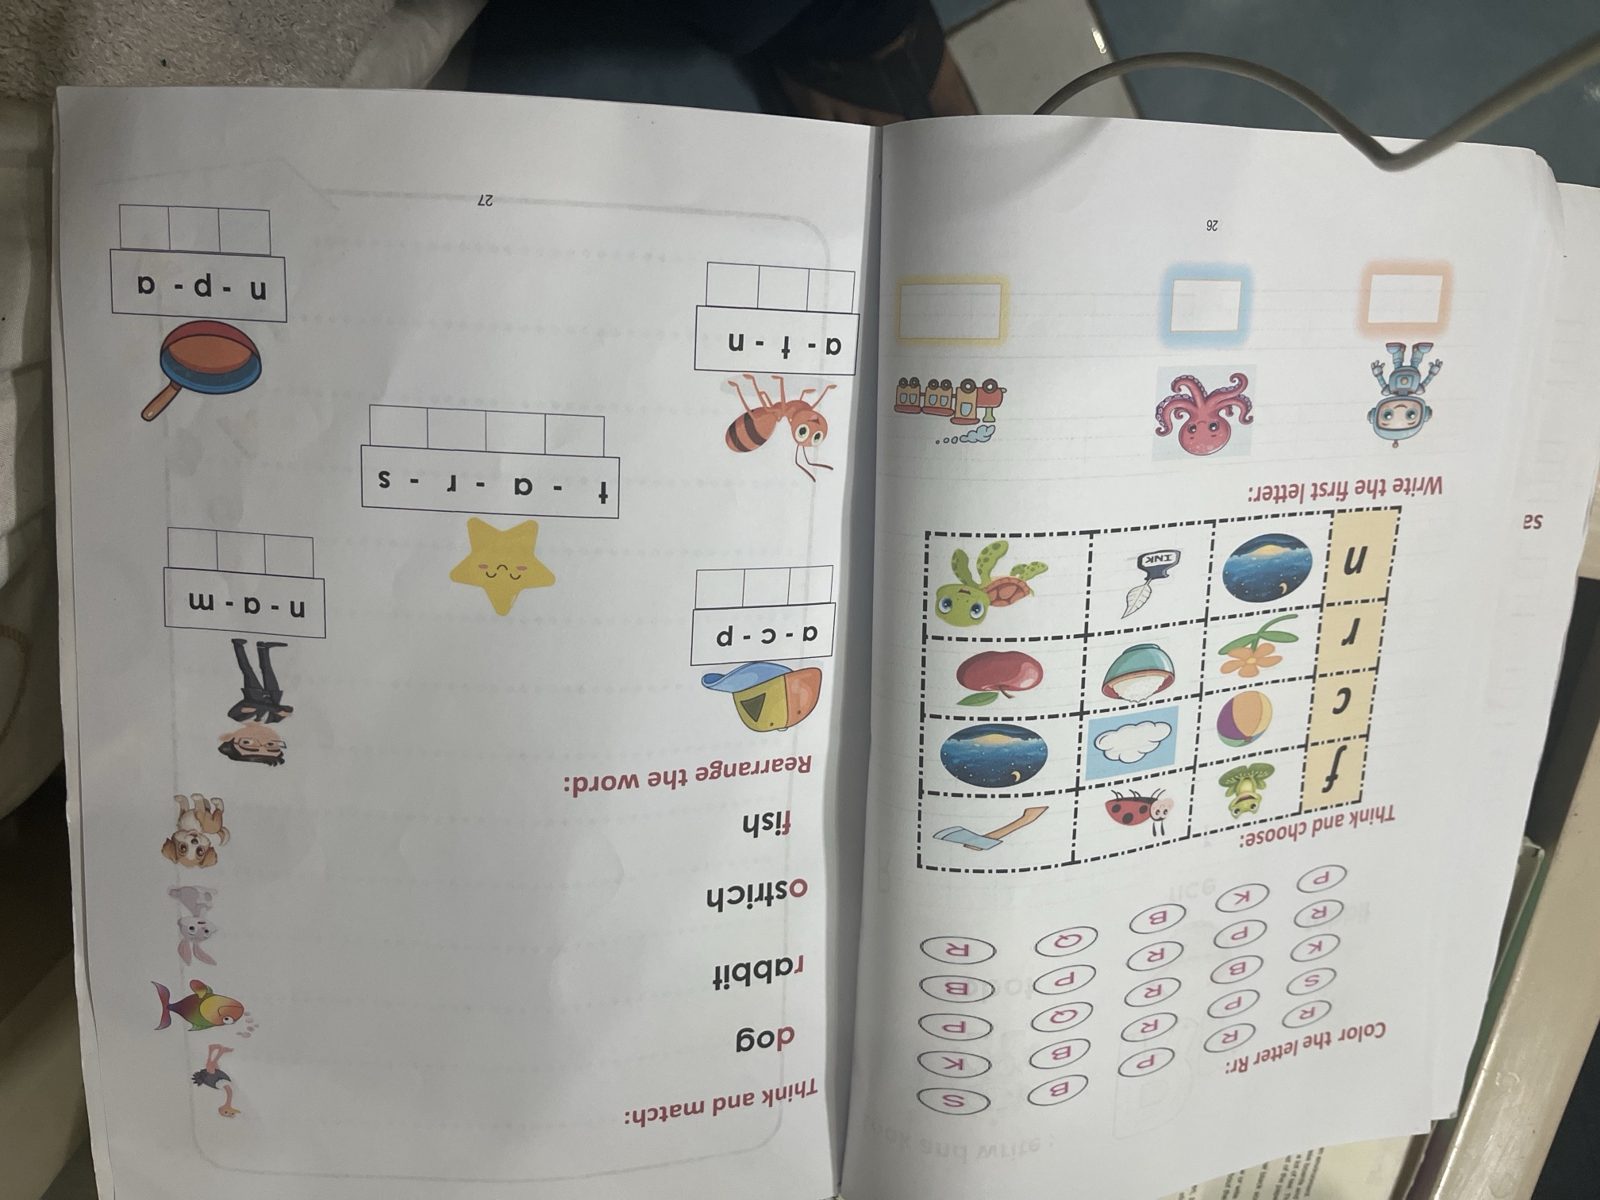 Color the letter Rr:
R R P B S
S P R B K
K B R Q P
R P R P B
P K B Q R
Think and choose:
f
c
r
n
INK
Write the first letter:
26
Think and match:
dog
rabbit
ostrich
fish
Rearrange the word:
a - c - p
n - a - m
t - a - r - s
a - t - n
n - p - a
27